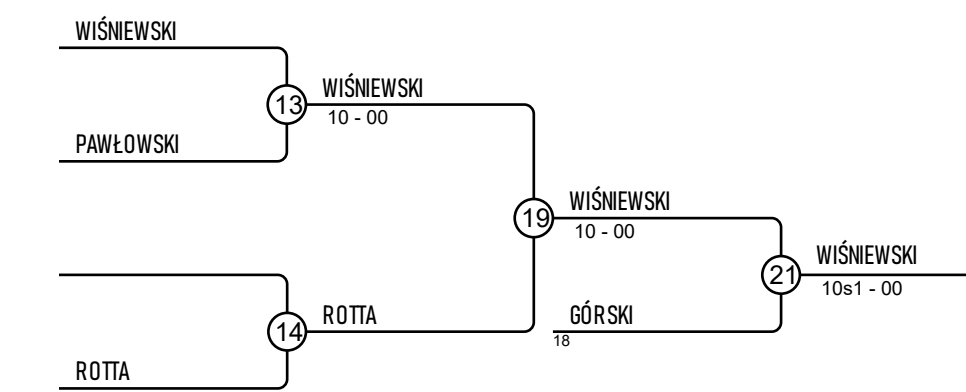 WIŚNIEWSKI
13
WIŚNIEWSKI
10 - 00
PAWŁOWSKI
19
WIŚNIEWSKI
10 - 00
21
WIŚNIEWSKI
10s1 - 00
14
ROTTA
GÓRSKI
18
ROTTA